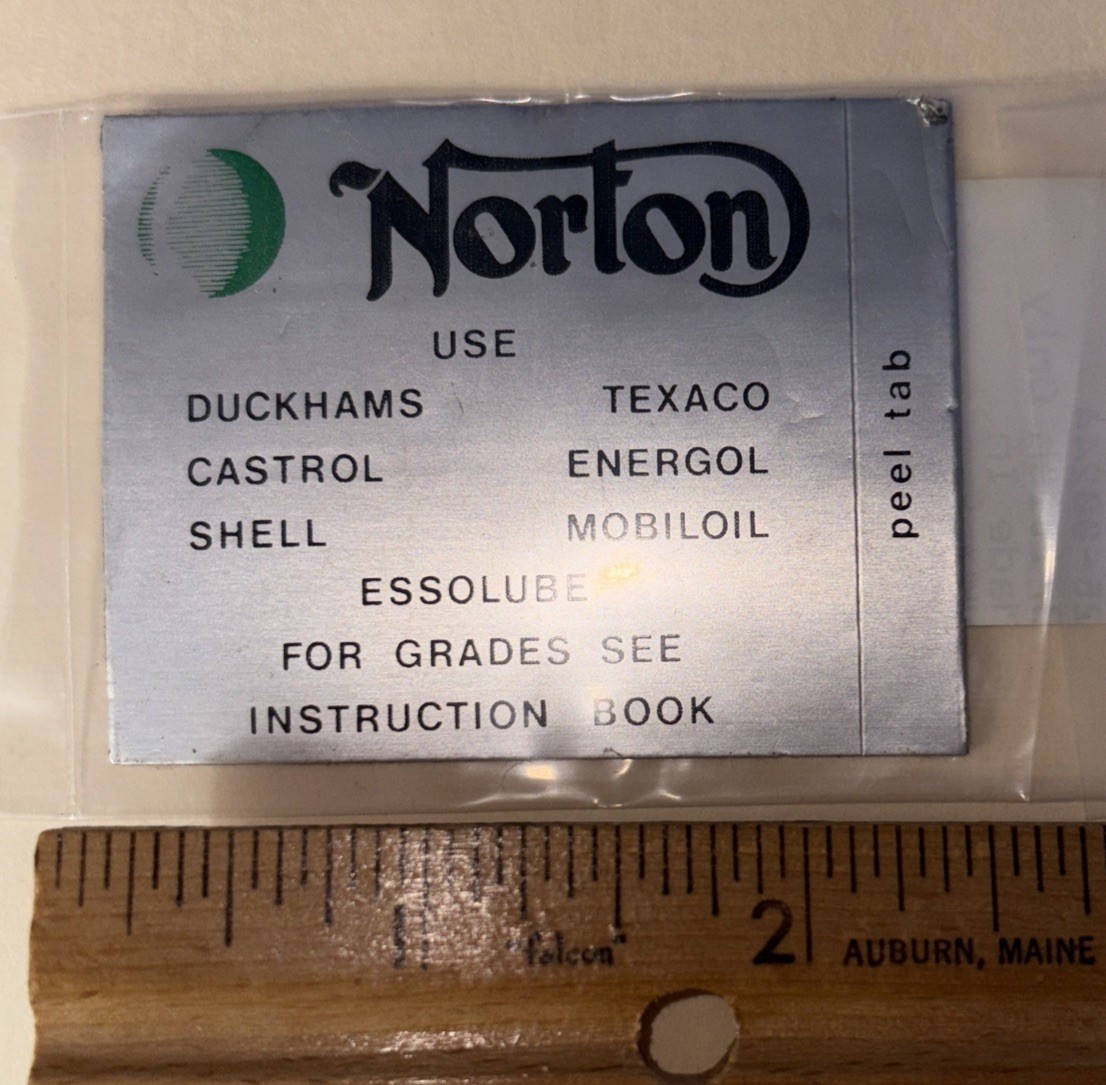 Norton
USE
DUCKHAMS TEXACO
CASTROL ENERGOL
SHELL MOBILOIL
ESSOLUBE
FOR GRADES SEE
INSTRUCTION BOOK
peel tab
1
"falcon" 2 AUBURN, MAINE